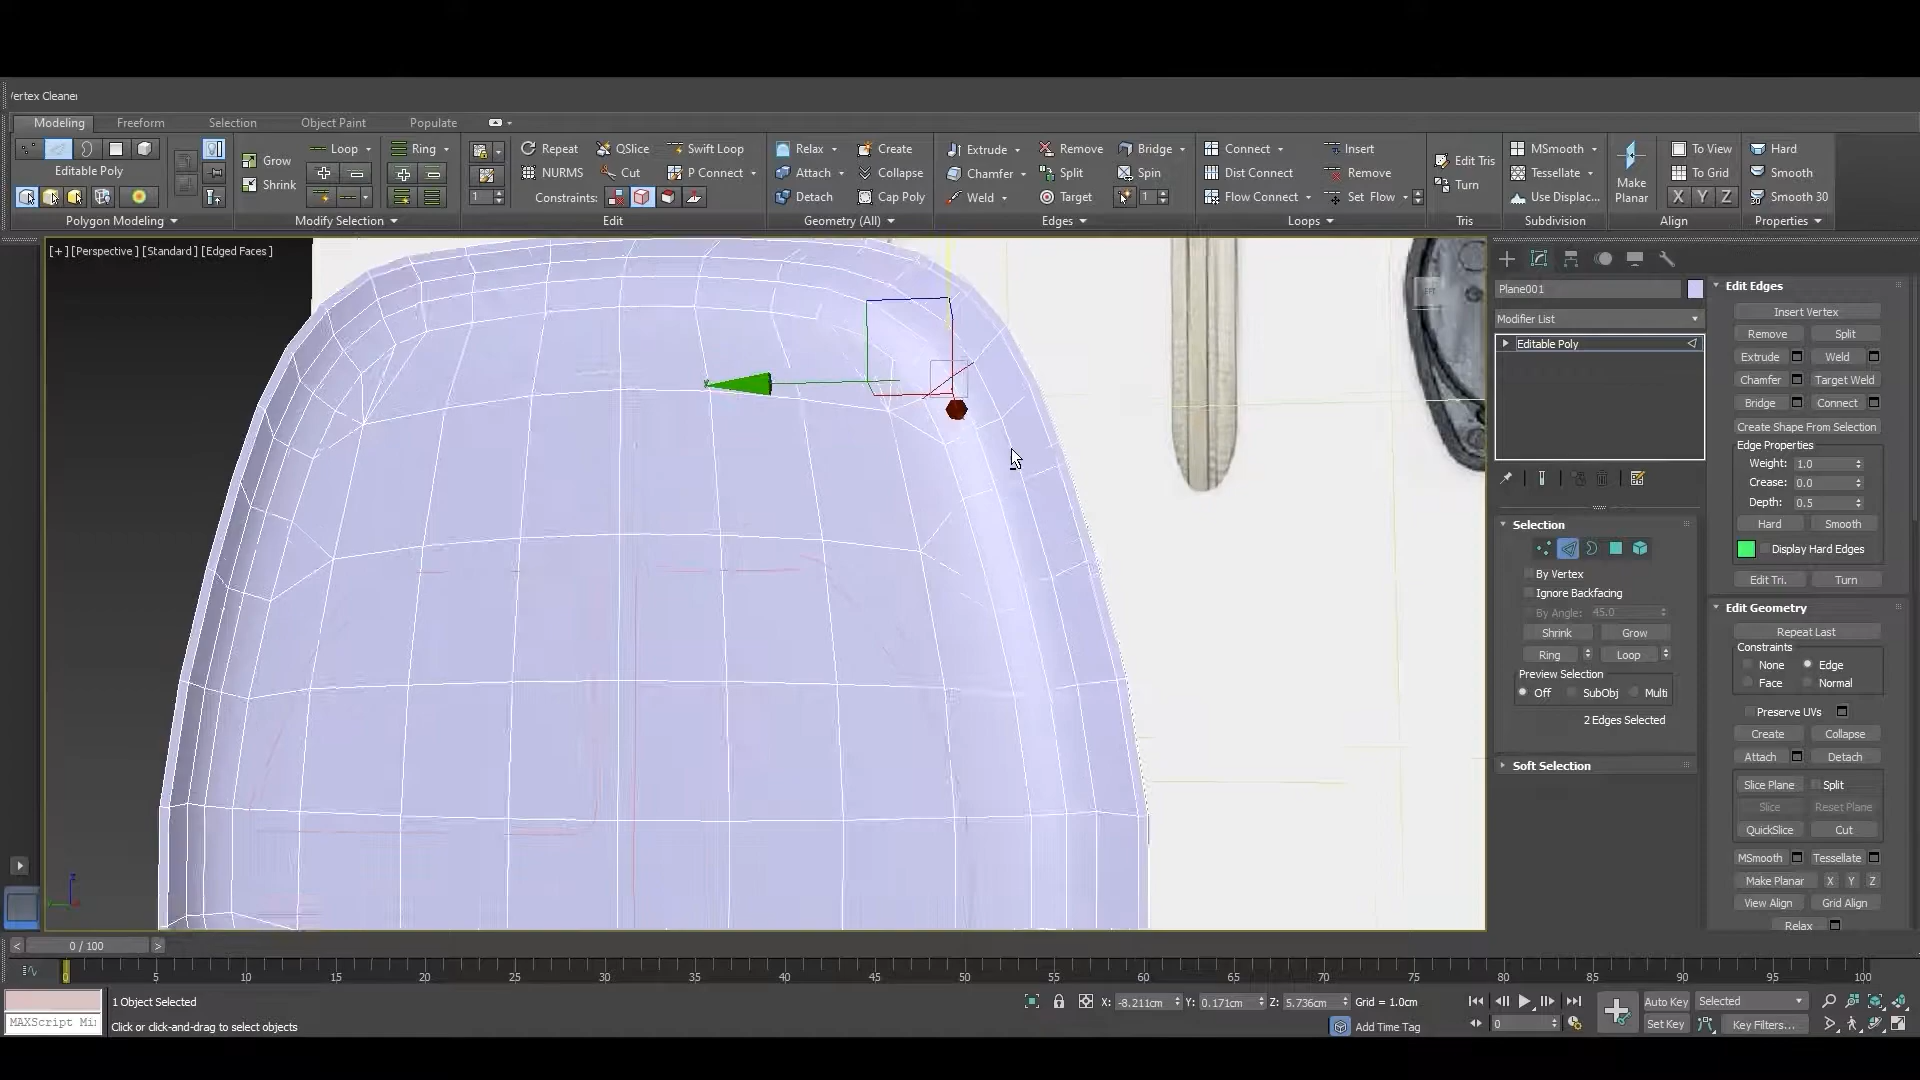 Vertex Cleaner
Modeling Freeform Selection Object Paint Populate
Loop Ring Repeat QSlice Swift Loop Relax Create Extrude Remove Bridge Connect Insert MSmooth To View Hard
Grow Edit Tris
Editable Poly NURMS Cut P Connect Attach Collapse Chamfer Split Spin Dist Connect Remove Tessellate Make Planar To Grid Smooth
Shrink Turn
1 Constraints: Detach Cap Poly Weld Target 1 Flow Connect Set Flow Use Displac... X Y Z Smooth 30
Polygon Modeling Modify Selection Edit Geometry (All) Edges Loops Tris Subdivision Align Properties
[+] [Perspective] [Standard] [Edged Faces]
Plane001
Modifier List
Editable Poly
Selection
By Vertex
Ignore Backfacing
By Angle: 45.0
Shrink Grow
Ring Loop
Preview Selection
Off SubObj Multi
2 Edges Selected
Soft Selection
Edit Edges
Insert Vertex
Remove Split
Extrude Weld
Chamfer Target Weld
Bridge Connect
Create Shape From Selection
Edge Properties
Weight: 1.0
Crease: 0.0
Depth: 0.5
Hard Smooth
Display Hard Edges
Edit Tri. Turn
Edit Geometry
Repeat Last
Constraints
None Edge
Face Normal
Preserve UVs
Create Collapse
Attach Detach
Slice Plane Split
Slice Reset Plane
QuickSlice Cut
MSmooth Tessellate
Make Planar X Y Z
View Align Grid Align
Relax
< 0 / 100 >
0 5 10 15 20 25 30 35 40 45 50 55 60 65 70 75 80 85 90 95 100
1 Object Selected X: -8.211cm Y: 0.171cm Z: 5.736cm Grid = 1.0cm Auto Key Selected
MAXScript Mi Click or click-and-drag to select objects Add Time Tag 0 Set Key Key Filters...